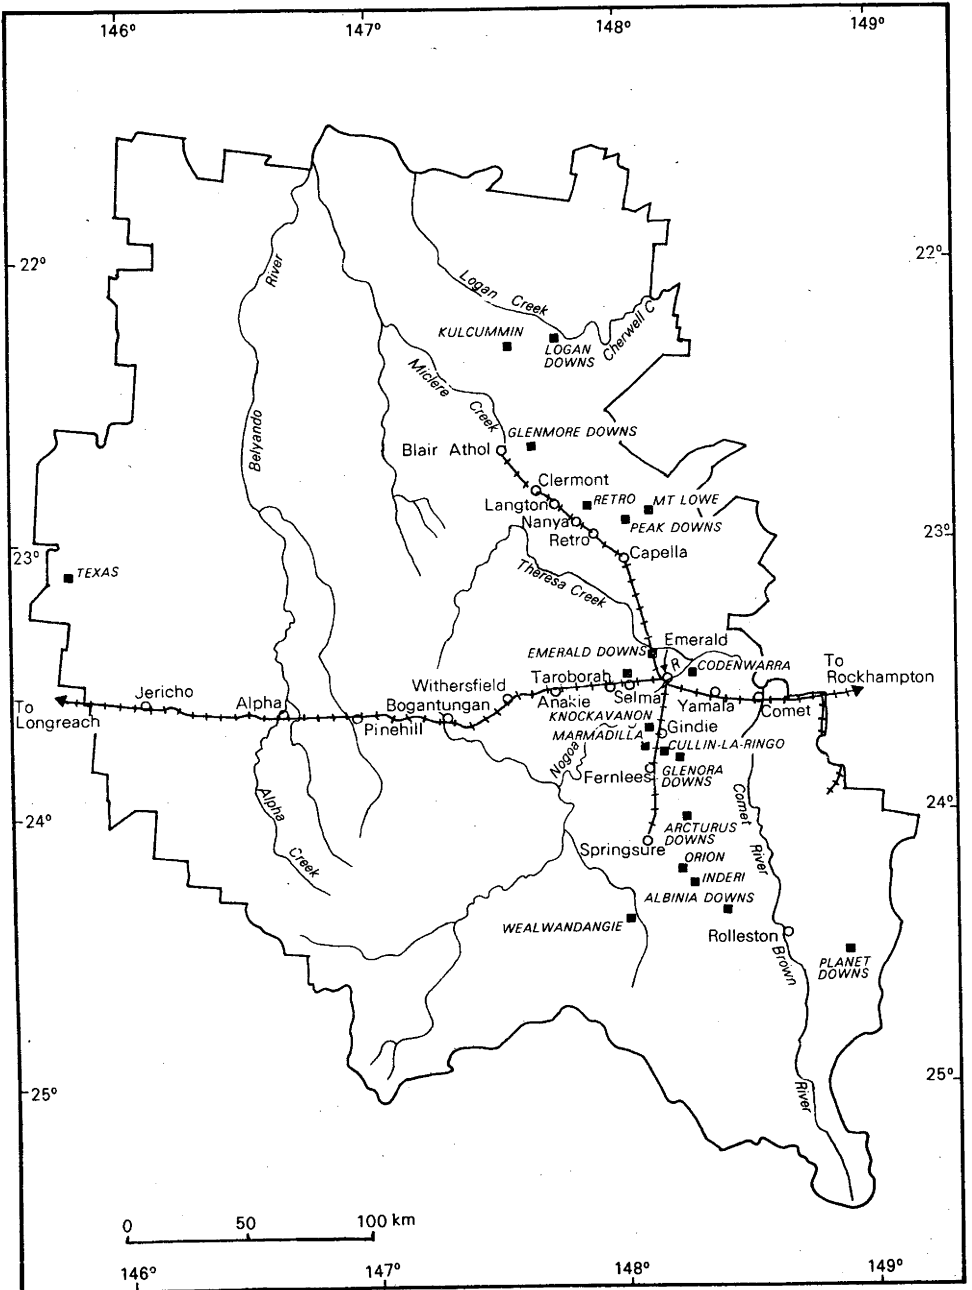 146° 147° 148° 149°
22° 22°
River
Logan Creek
Cherwell C
KULCUMMIN
LOGAN
DOWNS
Miclere
Creek
Belyando
GLENMORE DOWNS
Blair Athol
Clermont
Langton
RETRO
MT LOWE
Nanya
PEAK DOWNS
Retro
23° 23°
Capella
TEXAS
Theresa Creek
Emerald
EMERALD DOWNS
R
CODENWARRA
To
Rockhampton
Taroborah
Withersfield
Jericho
Anakie
Selma
Alpha
Bogantungan
Yamala
Comet
To
Longreach
Pinehill
KNOCKAVANON
Gindie
MARMADILLA
CULLIN-LA-RINGO
Nogoa
Fernlees
GLENORA
DOWNS
Comet
River
24° 24°
Alpha
Creek
ARCTURUS
DOWNS
Springsure
ORION
INDERI
ALBINIA DOWNS
WEALWANDANGIE
Rolleston
Brown
River
PLANET
DOWNS
25° 25°
0 50 100 km
146° 147° 148° 149°